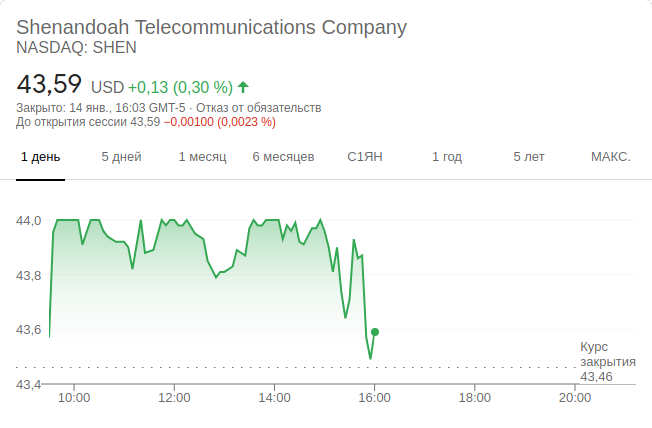 Shenandoah Telecommunications Company
NASDAQ: SHEN
43,59 USD +0,13 (0,30 %)
Закрыто: 14 янв., 16:03 GMT-5 · Отказ от обязательств
До открытия сессии 43,59 −0,00100 (0,0023 %)
1 день 5 дней 1 месяц 6 месяцев С1ЯН 1 год 5 лет МАКС.
44,0
43,8
43,6
Курс
закрытия
43,46
43,4
10:00 12:00 14:00 16:00 18:00 20:00